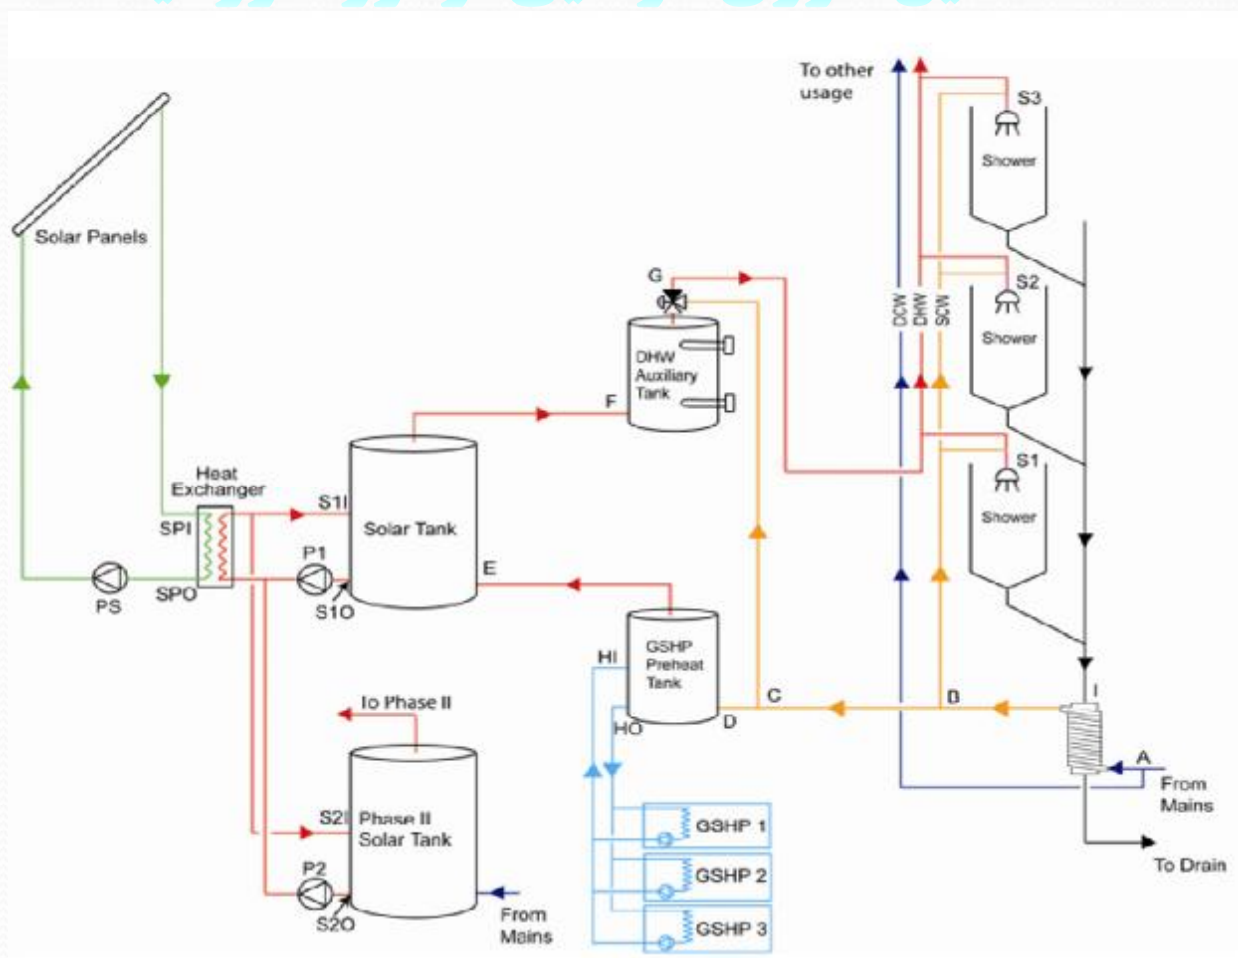 To other
usage
S3
Shower
Solar Panels
G
S2
DCW
DHW
SCW
Shower
DHW
Auxiliary
Tank
F
Heat
Exchanger
S1I
S1
SPI
Solar Tank
Shower
P1
E
PS
SPO
S1O
GSHP
Preheat
Tank
HI
To Phase II
C
B
I
D
HO
A
From
Mains
S2I
Phase II
Solar Tank
GSHP 1
P2
GSHP 2
To Drain
S2O
From
Mains
GSHP 3